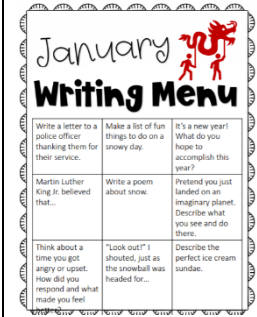 January
Writing Menu
Write a letter to a
police officer
thanking them for
their service.
Make a list of fun
things to do on a
snowy day.
It's a new year!
What do you
hope to
accomplish this
year?
Martin Luther
King Jr. believed
that...
Write a poem
about snow.
Pretend you just
landed on an
imaginary planet.
Describe what
you see and do
there.
Think about a
time you got
angry or upset.
How did you
respond and what
made you feel
better?
"Look out!" I
shouted, just as
the snowball was
headed for...
Describe the
perfect ice cream
sundae.